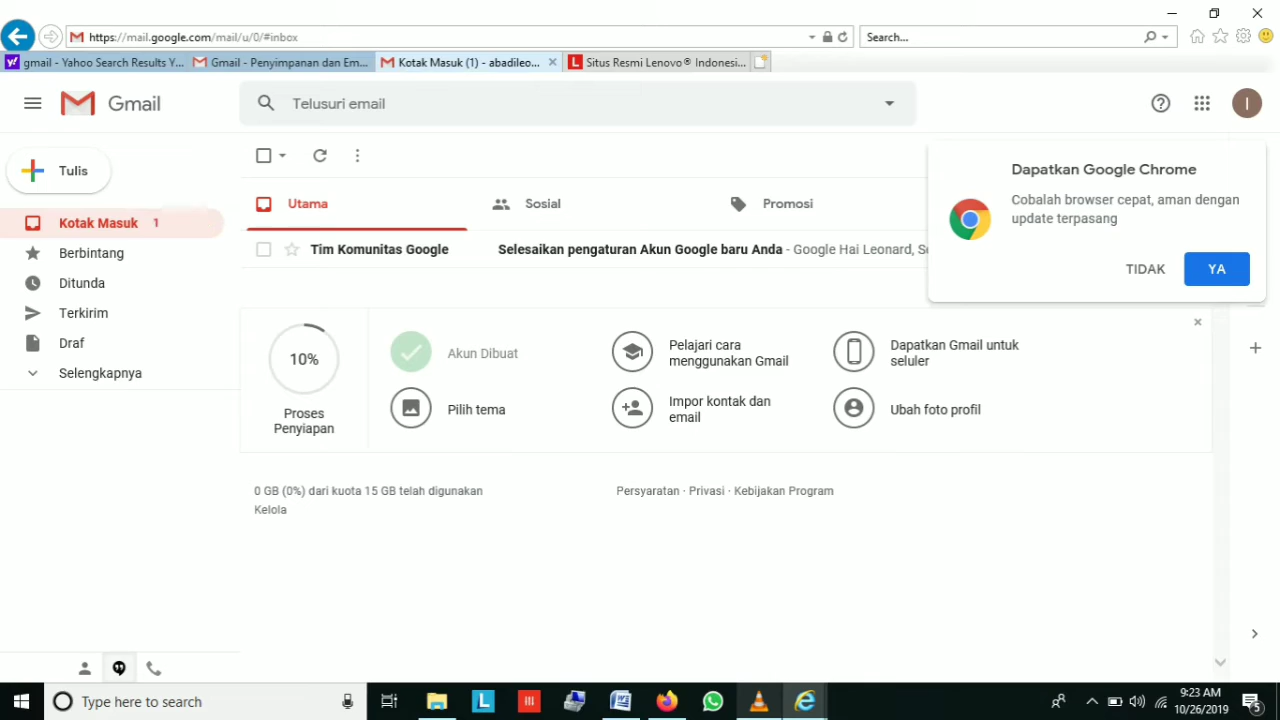 https://mail.google.com/mail/u/0/#inbox
Search...
gmail - Yahoo Search Results Y...
Gmail - Penyimpanan dan Em...
Kotak Masuk (1) - abadileo...
Situs Resmi Lenovo® Indonesi...
Gmail
Telusuri email
I
Tulis
Kotak Masuk 1
Berbintang
Ditunda
Terkirim
Draf
Selengkapnya
Utama
Sosial
Promosi
Tim Komunitas Google
Selesaikan pengaturan Akun Google baru Anda - Google Hai Leonard, Se
Dapatkan Google Chrome
Cobalah browser cepat, aman dengan
update terpasang
TIDAK
YA
10%
Proses
Penyiapan
Akun Dibuat
Pelajari cara
menggunakan Gmail
Dapatkan Gmail untuk
seluler
Pilih tema
Impor kontak dan
email
Ubah foto profil
0 GB (0%) dari kuota 15 GB telah digunakan
Kelola
Persyaratan · Privasi · Kebijakan Program
Type here to search
9:23 AM
10/26/2019
5